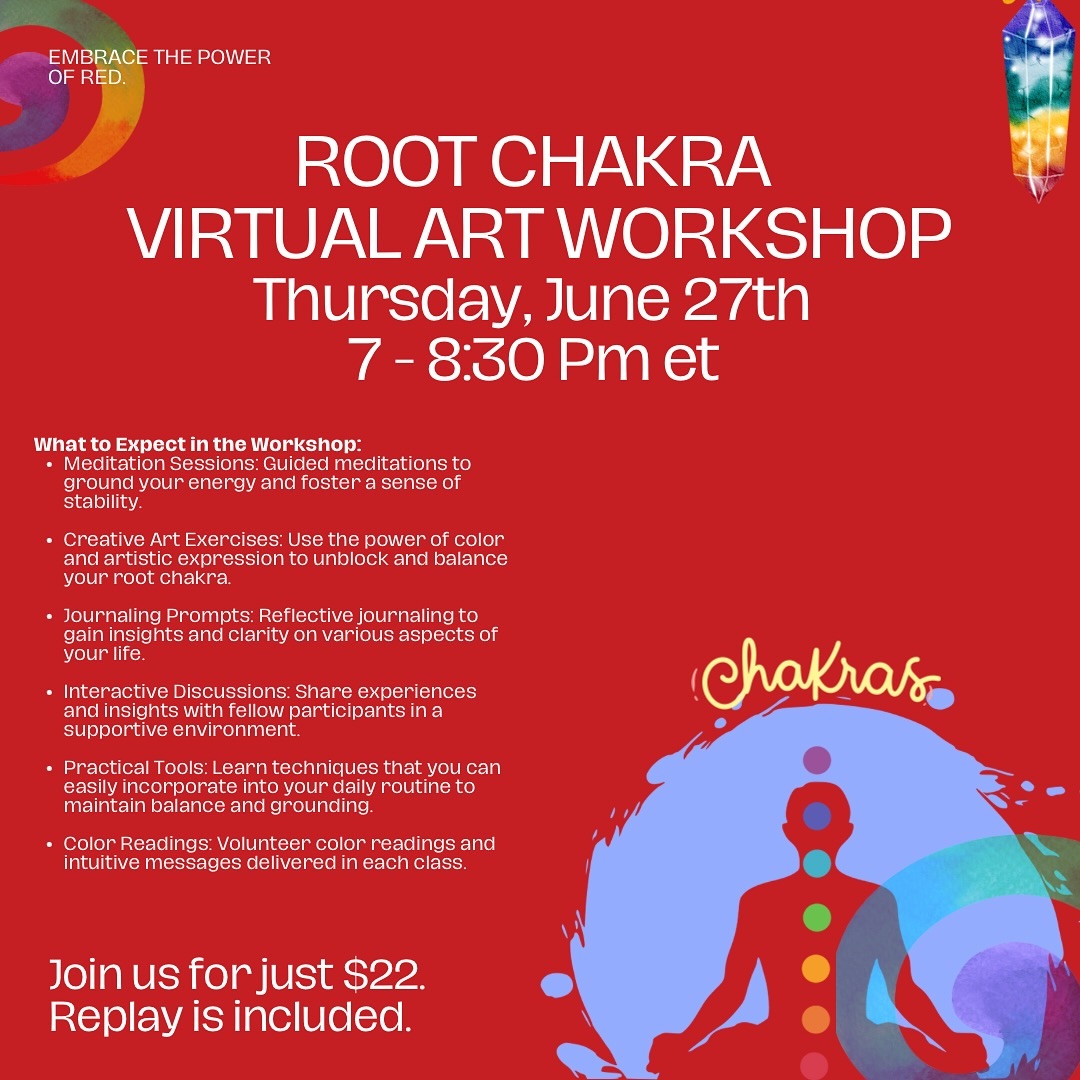 EMBRACE THE POWER
OF RED.
ROOT CHAKRA
VIRTUAL ART WORKSHOP
Thursday, June 27th
7 - 8:30 Pm et
What to Expect in the Workshop:
• Meditation Sessions: Guided meditations to
ground your energy and foster a sense of
stability.
• Creative Art Exercises: Use the power of color
and artistic expression to unblock and balance
your root chakra.
• Journaling Prompts: Reflective journaling to
gain insights and clarity on various aspects of
your life.
• Interactive Discussions: Share experiences
and insights with fellow participants in a
supportive environment.
• Practical Tools: Learn techniques that you can
easily incorporate into your daily routine to
maintain balance and grounding.
• Color Readings: Volunteer color readings and
intuitive messages delivered in each class.
Chakras
Join us for just $22.
Replay is included.